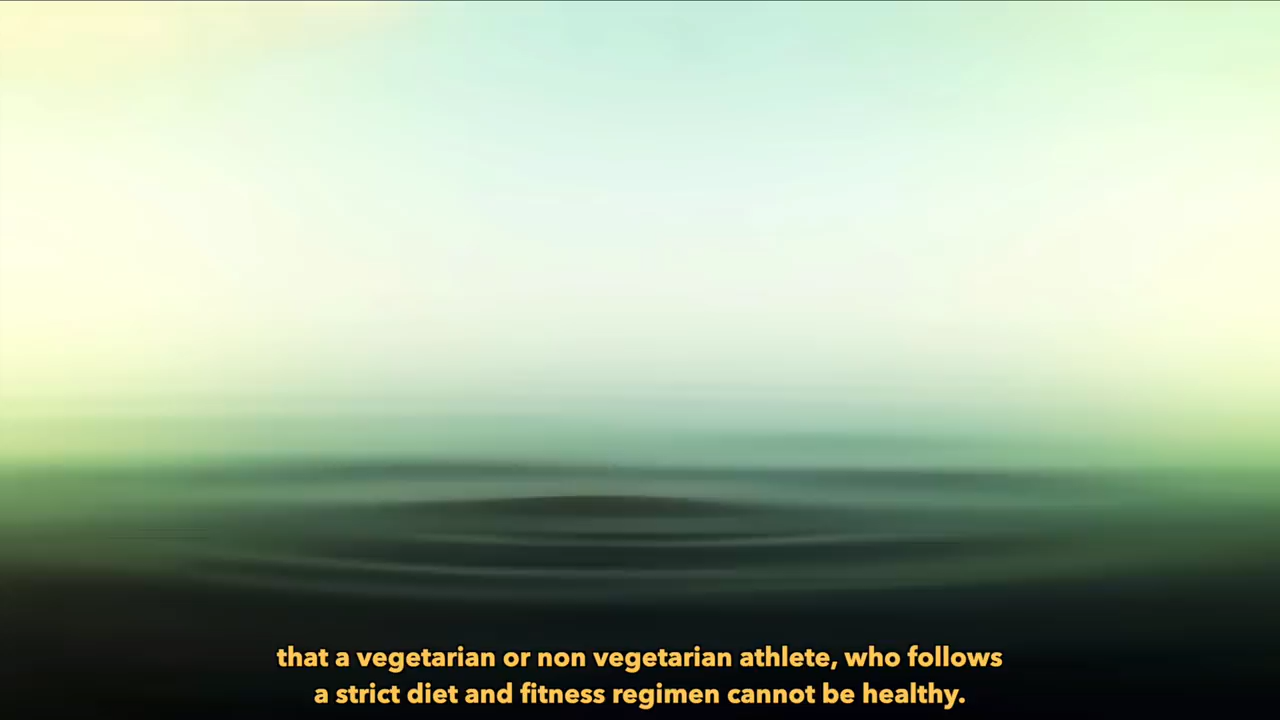 that a vegetarian or non vegetarian athlete, who follows
a strict diet and fitness regimen cannot be healthy.